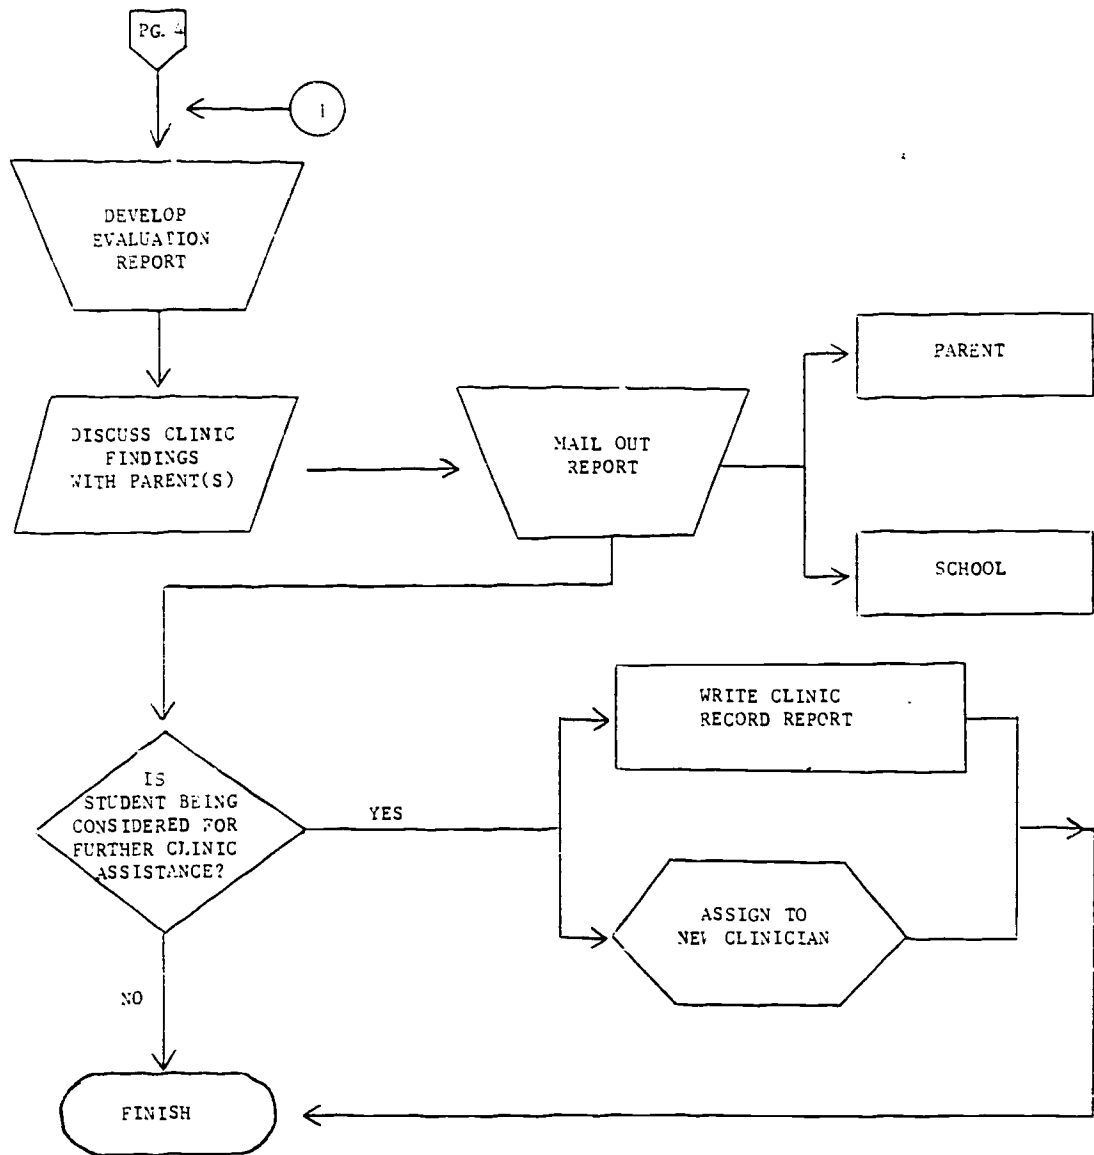 PG. 4
1
DEVELOP
EVALUATION
REPORT
PARENT
DISCUSS CLINIC
FINDINGS
WITH PARENT(S)
MAIL OUT
REPORT
SCHOOL
WRITE CLINIC
RECORD REPORT
IS
STUDENT BEING
CONSIDERED FOR
FURTHER CLINIC
ASSISTANCE?
YES
ASSIGN TO
NEW CLINICIAN
NO
FINISH